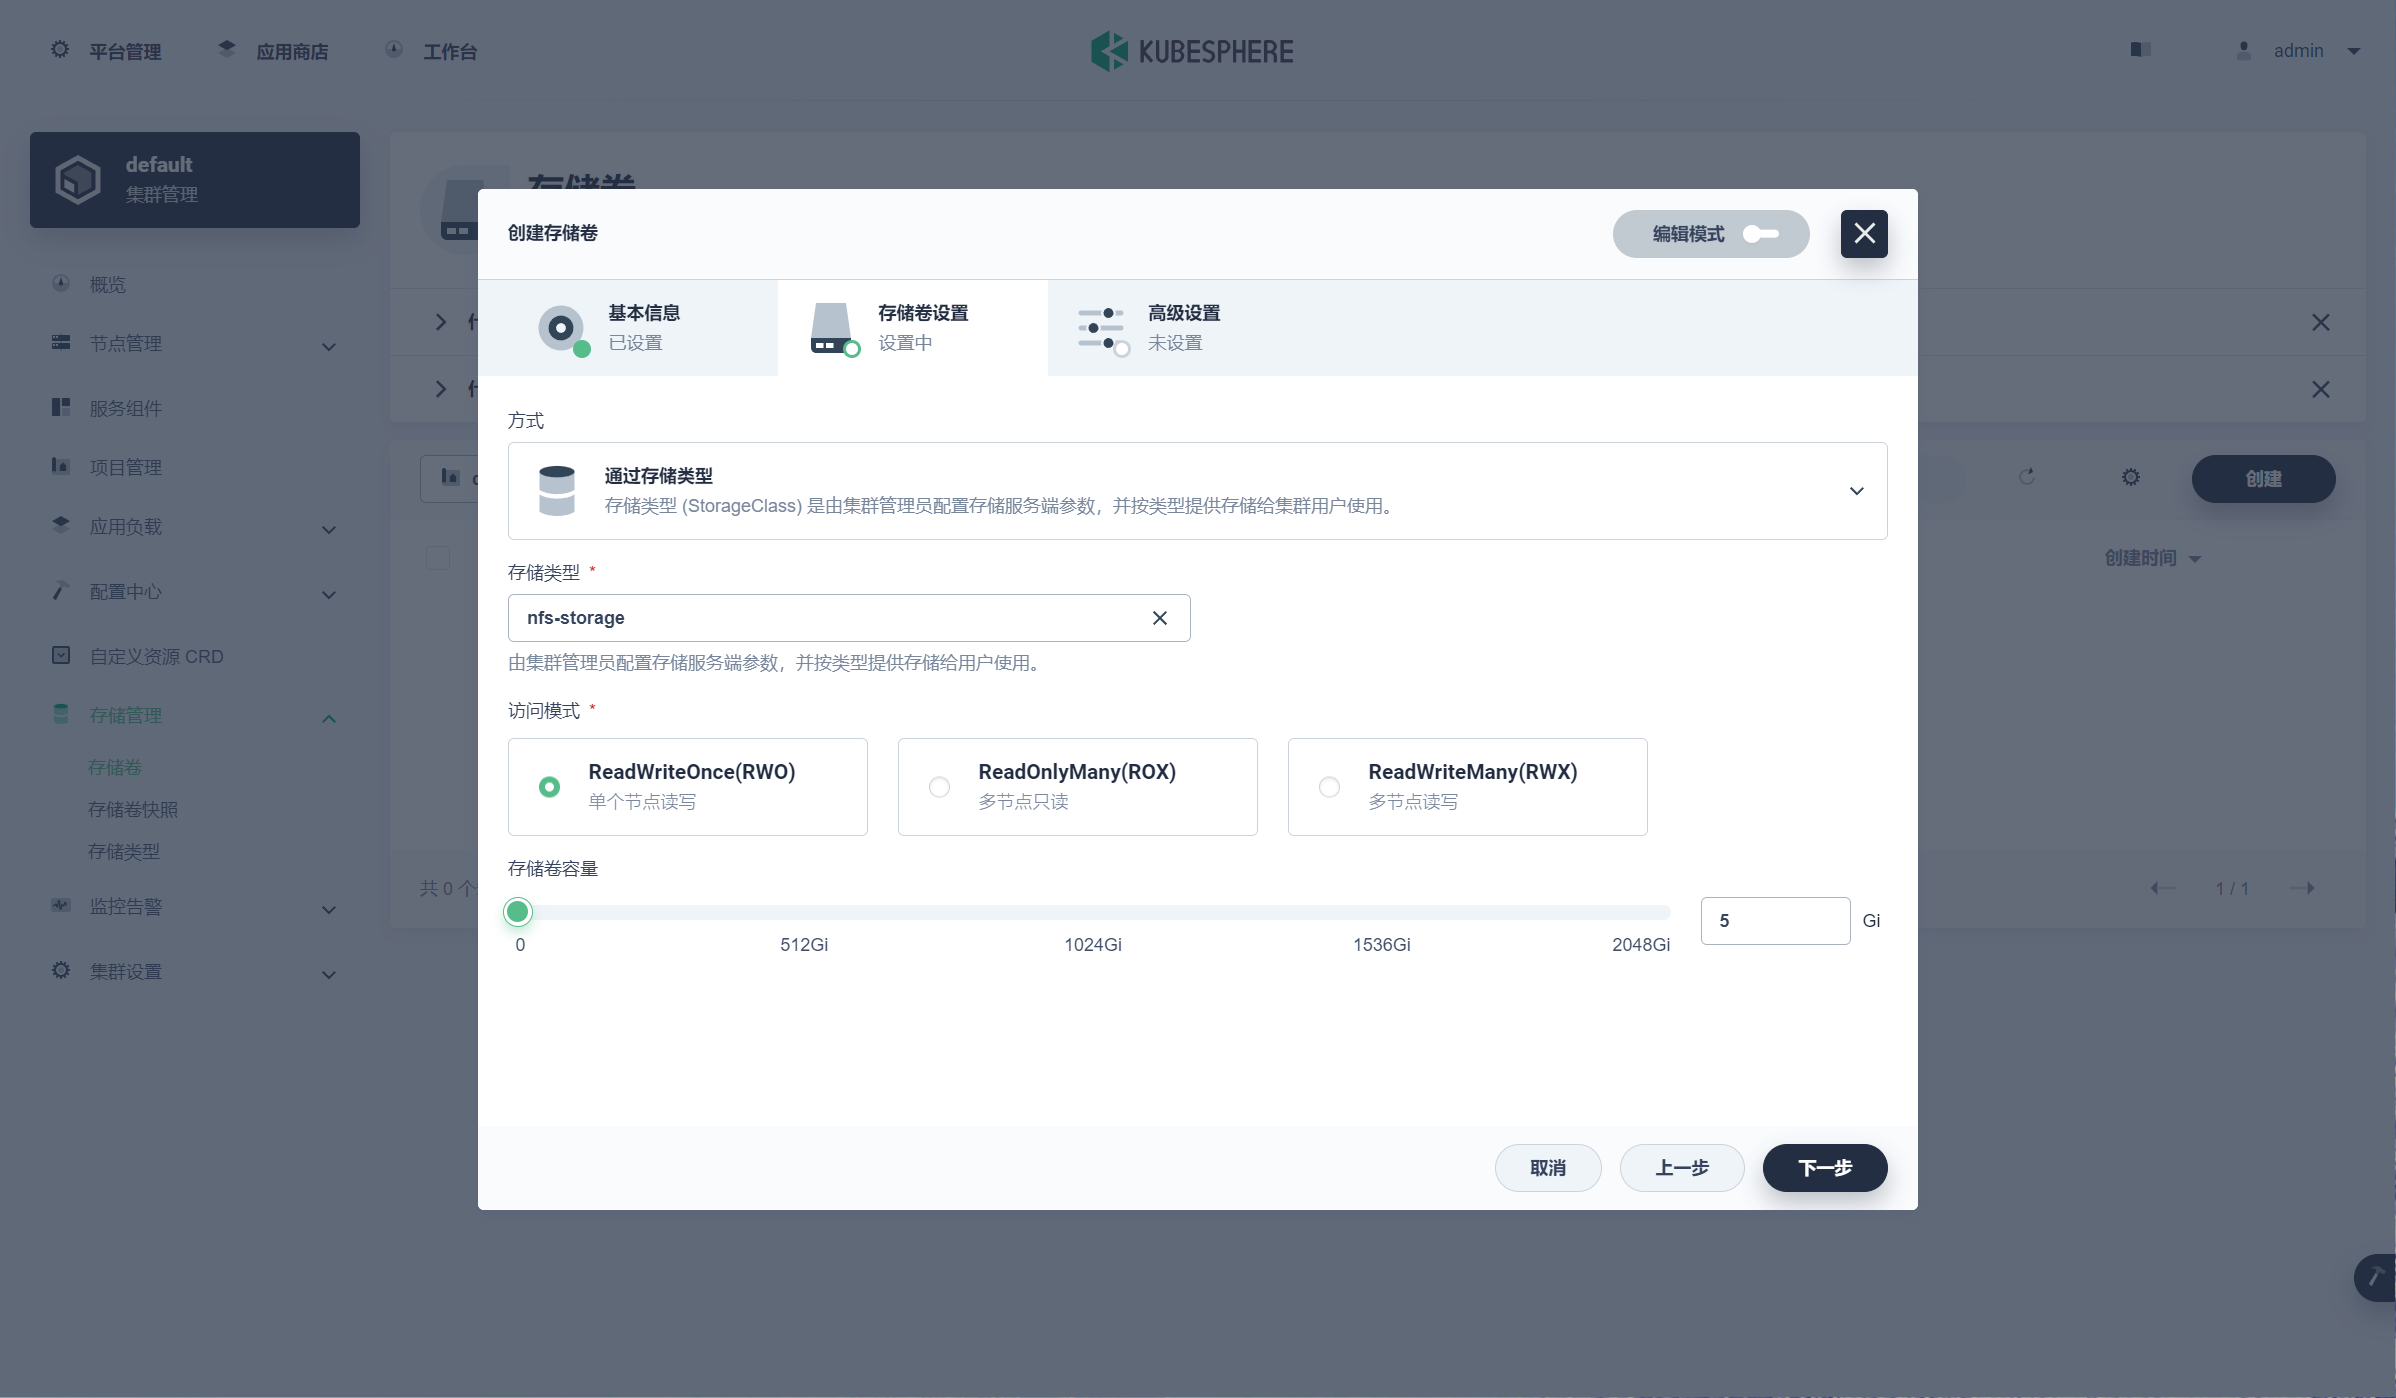 平台管理
应用商店
工作台
KUBESPHERE
admin
default
集群管理
概览
节点管理
服务组件
项目管理
应用负载
配置中心
自定义资源 CRD
存储管理
存储卷
存储卷快照
存储类型
监控告警
集群设置
存储卷
创建
创建时间
共 0 个
1 / 1
创建存储卷
编辑模式
基本信息
已设置
存储卷设置
设置中
高级设置
未设置
方式
通过存储类型
存储类型 (StorageClass) 是由集群管理员配置存储服务端参数，并按类型提供存储给集群用户使用。
存储类型 *
nfs-storage
由集群管理员配置存储服务端参数，并按类型提供存储给用户使用。
访问模式 *
ReadWriteOnce(RWO)
单个节点读写
ReadOnlyMany(ROX)
多节点只读
ReadWriteMany(RWX)
多节点读写
存储卷容量
0
512Gi
1024Gi
1536Gi
2048Gi
5
Gi
取消
上一步
下一步